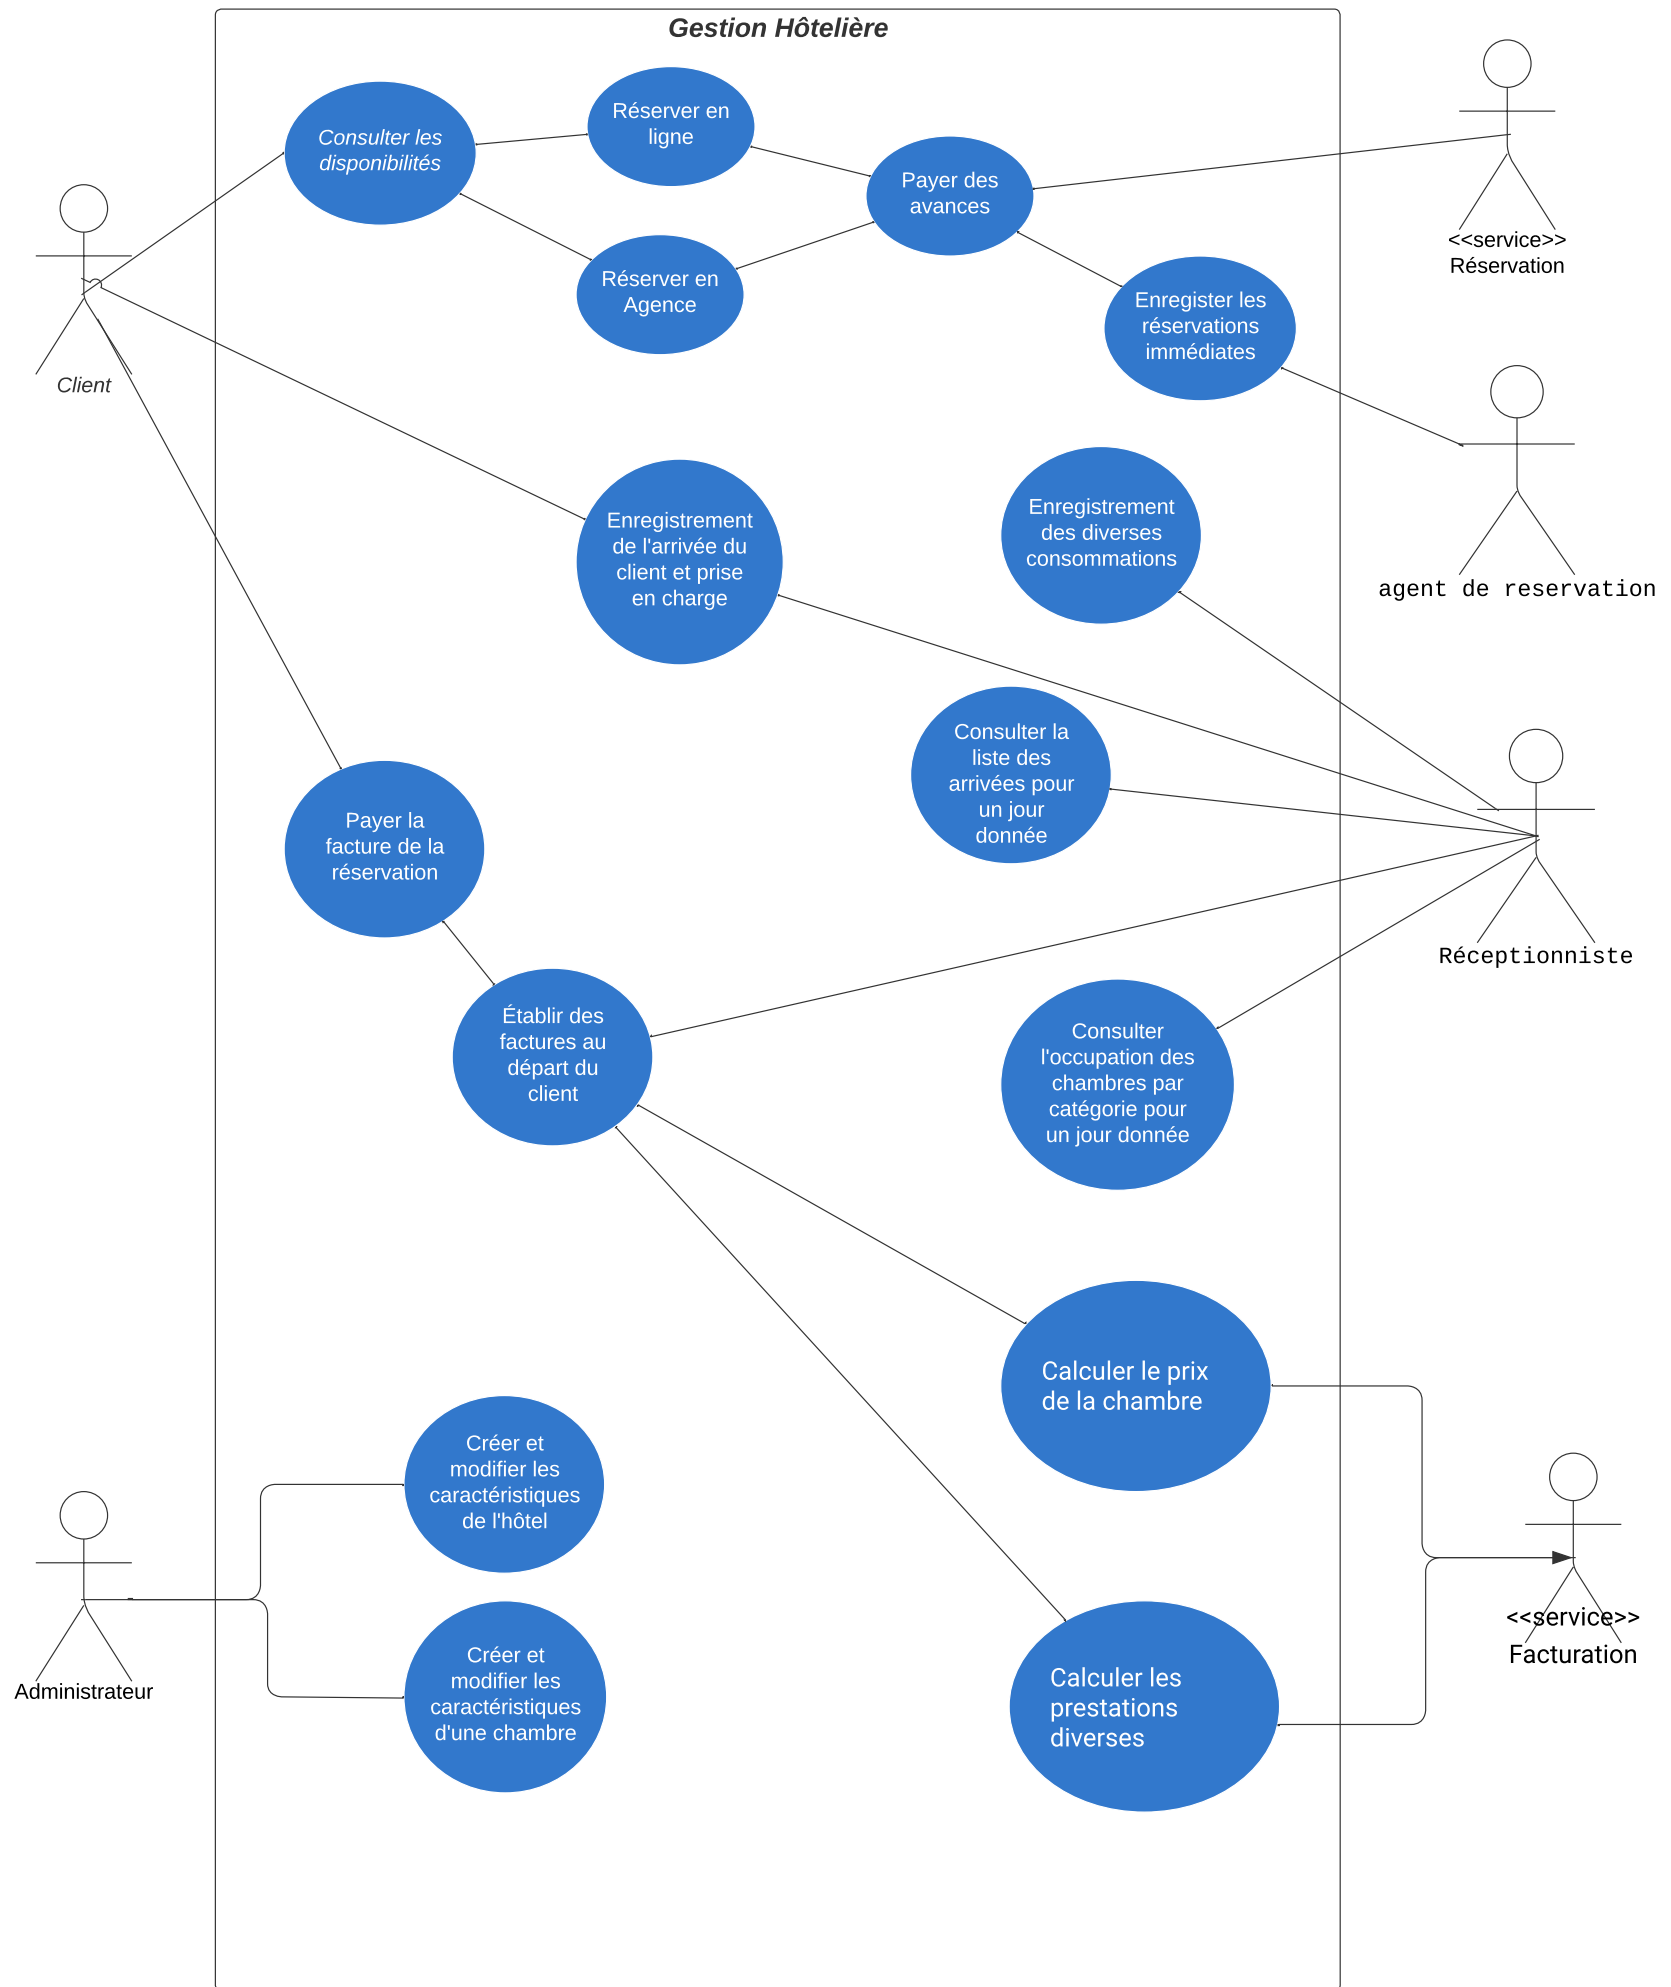 Gestion Hôtelière
Consulter les
disponibilités
Réserver en
ligne
Réserver en
Agence
Payer des
avances
Enregister les
réservations
immédiates
<<service>>
Réservation
Client
agent de reservation
Enregistrement
de l'arrivée du
client et prise
en charge
Enregistrement
des diverses
consommations
Consulter la
liste des
arrivées pour
un jour
donnée
Payer la
facture de la
réservation
Réceptionniste
Établir des
factures au
départ du
client
Consulter
l'occupation des
chambres par
catégorie pour
un jour donnée
Calculer le prix
de la chambre
Créer et
modifier les
caractéristiques
de l'hôtel
<<service>>
Facturation
Administrateur
Créer et
modifier les
caractéristiques
d'une chambre
Calculer les
prestations
diverses